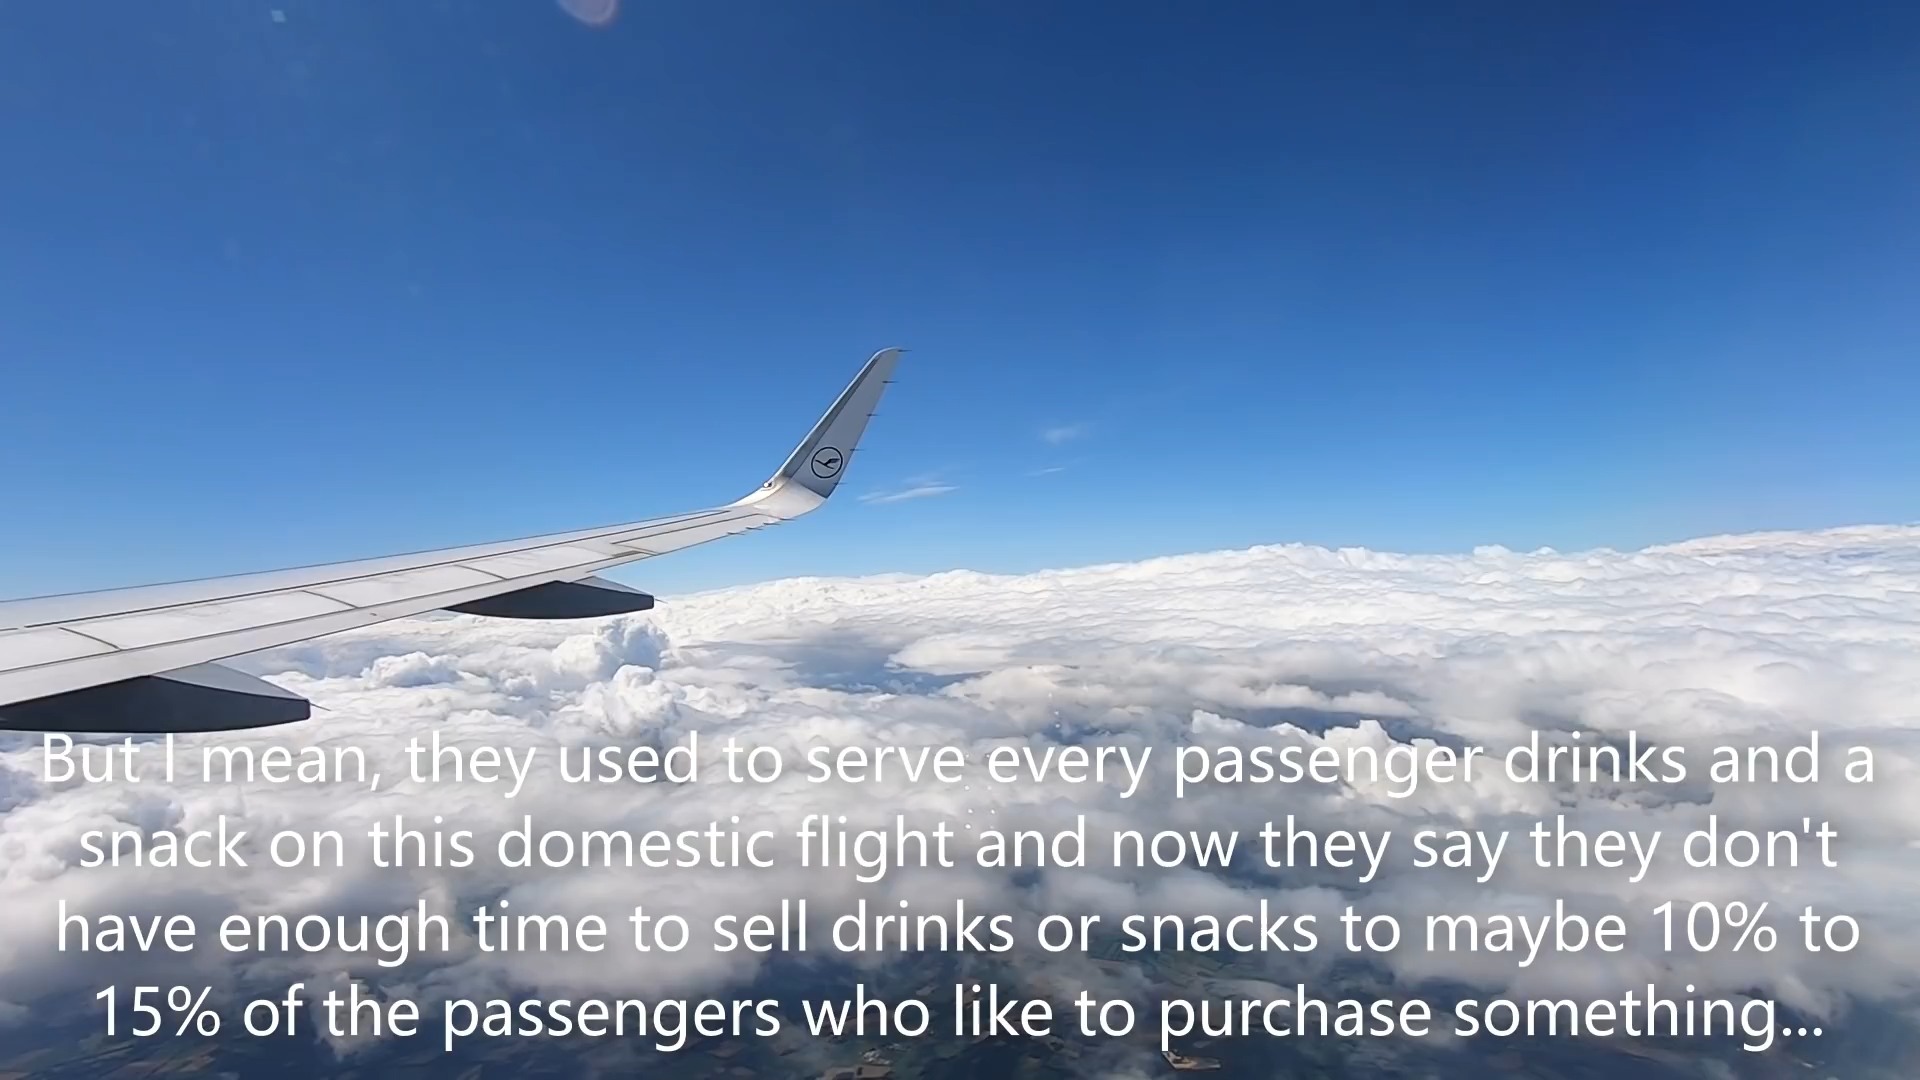 But I mean, they used to serve every passenger drinks and a
snack on this domestic flight and now they say they don't
have enough time to sell drinks or snacks to maybe 10% to
15% of the passengers who like to purchase something...